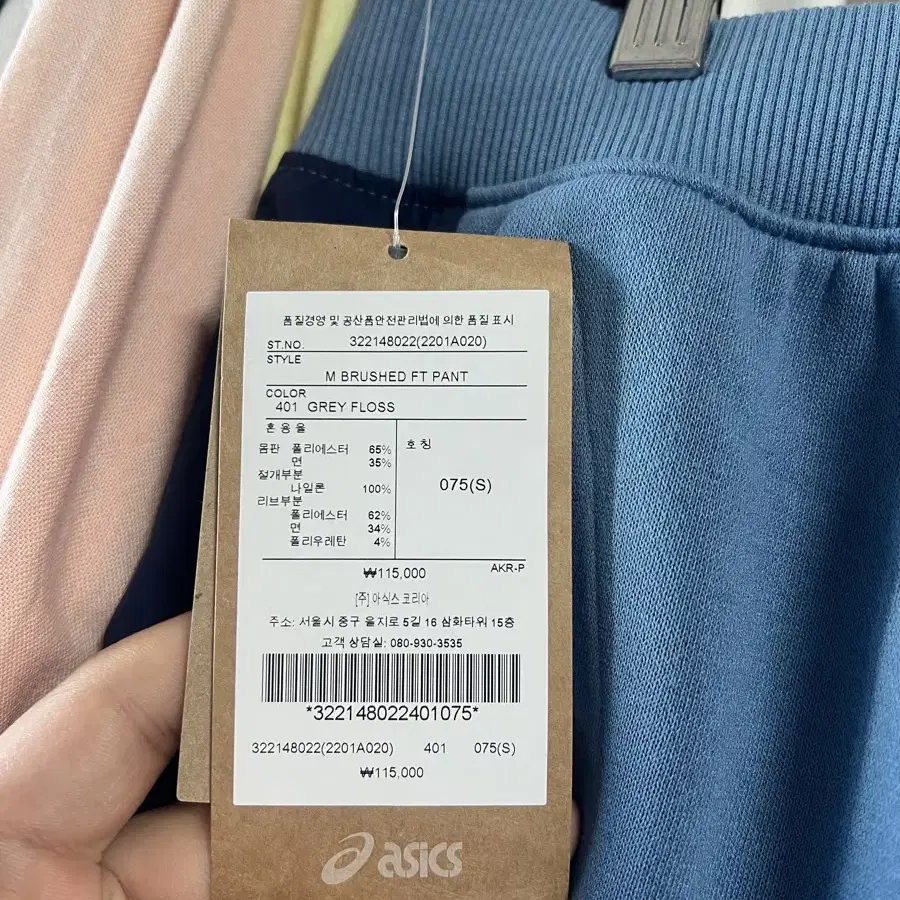 품질경영 및 공산품안전관리법에 의한 품질 표시
ST.NO. 322148022(2201A020)
STYLE
M BRUSHED FT PANT
COLOR
401 GREY FLOSS
혼용율
호칭
몸판 폴리에스터 65%
면 35%
절개부분
나일론 100%
075(S)
리브부분
폴리에스터 62%
면 34%
폴리우레탄 4%
₩115,000 AKR-P
[주] 아식스 코리아
주소: 서울시 중구 을지로 5길 16 삼화타워 15층
고객 상담실: 080-930-3535
*322148022401075*
322148022(2201A020) 401 075(S)
₩115,000
asics